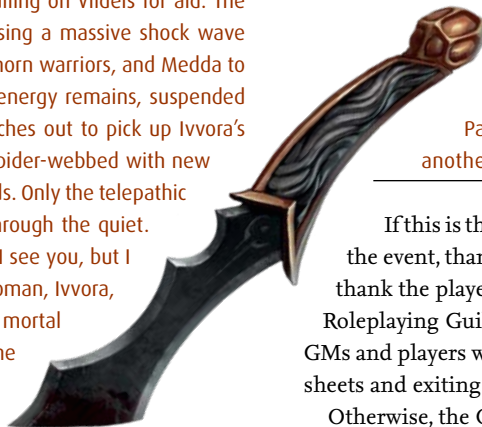 on Vildeis for aid. The
sing a massive shock wave
horn warriors, and Medda to
energy remains, suspended
ches out to pick up Ivvora's
pider-webbed with new
ds. Only the telepathic
hrough the quiet.
I see you, but I
oman, Ivvora,
mortal
ne
Pa
anothe
If this is th
the event, than
thank the playe
Roleplaying Gui
GMs and players w
sheets and exiting
Otherwise, the G